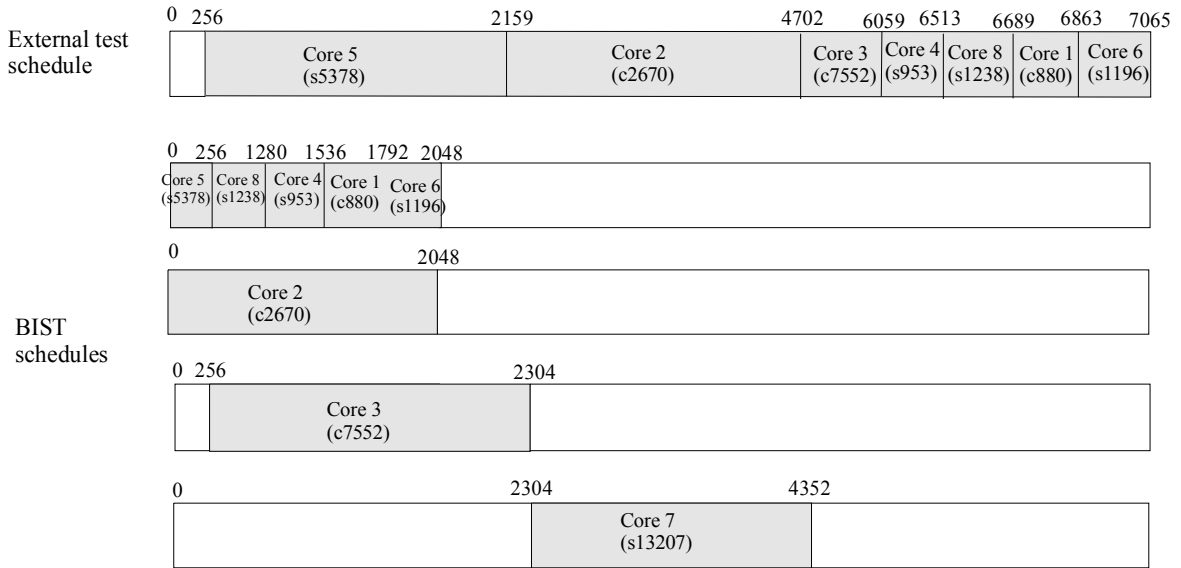 0 256 2159 4702 6059 6513 6689 6863 7065
External test
schedule
Core 5
(s5378)
Core 2
(c2670)
Core 3
(c7552)
Core 4
(s953)
Core 8
(s1238)
Core 1
(c880)
Core 6
(s1196)
0 256 1280 1536 1792 2048
Core 5
(s5378)
Core 8
(s1238)
Core 4
(s953)
Core 1
(c880)
Core 6
(s1196)
0 2048
Core 2
(c2670)
BIST
schedules
0 256 2304
Core 3
(c7552)
0 2304 4352
Core 7
(s13207)